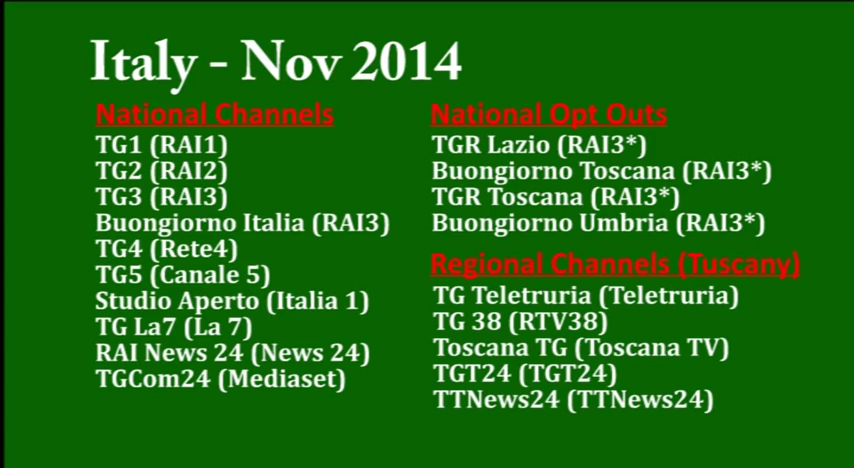 Italy - Nov 2014
National Channels
TG1 (RAI1)
TG2 (RAI2)
TG3 (RAI3)
Buongiorno Italia (RAI3)
TG4 (Rete4)
TG5 (Canale 5)
Studio Aperto (Italia 1)
TG La7 (La 7)
RAI News 24 (News 24)
TGCom24 (Mediaset)
National Opt Outs
TGR Lazio (RAI3*)
Buongiorno Toscana (RAI3*)
TGR Toscana (RAI3*)
Buongiorno Umbria (RAI3*)
Regional Channels (Tuscany)
TG Teletruria (Teletruria)
TG 38 (RTV38)
Toscana TG (Toscana TV)
TGT24 (TGT24)
TTNews24 (TTNews24)